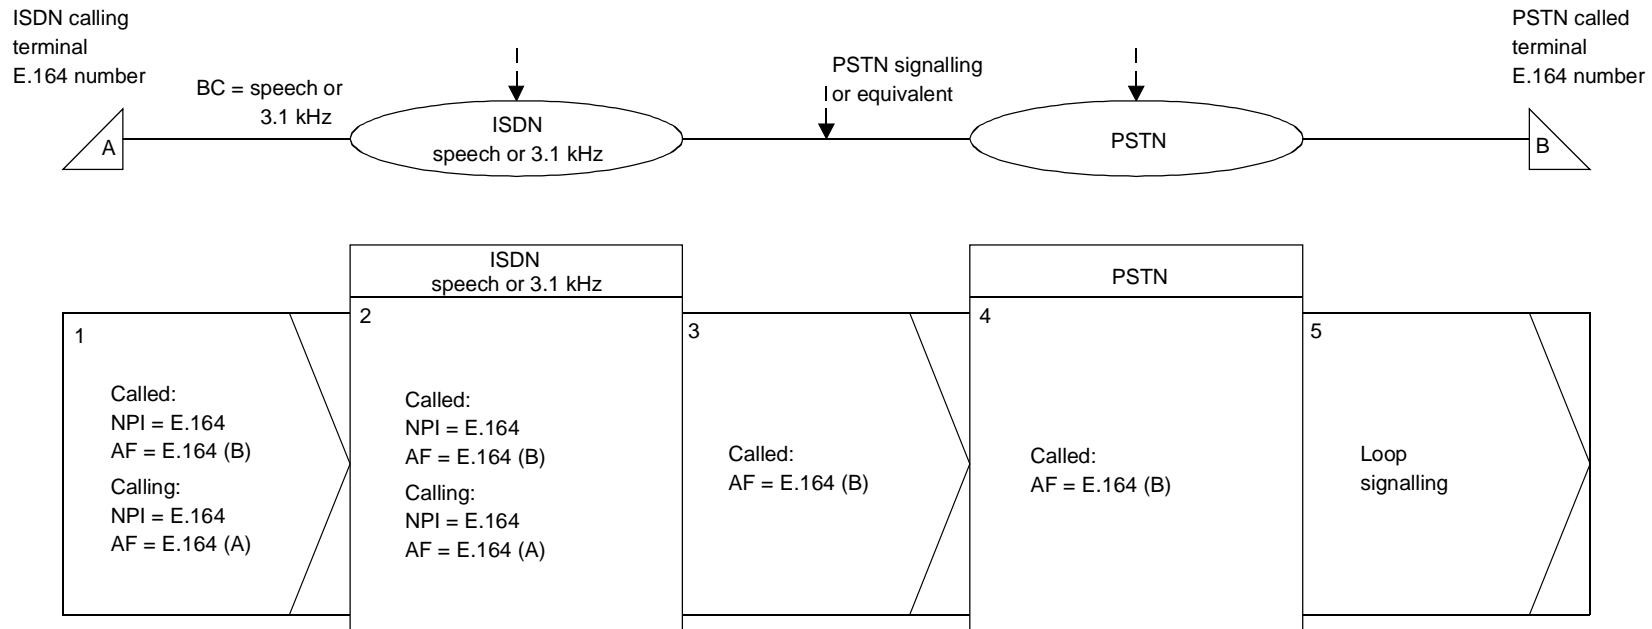 ISDN calling
terminal
E.164 number
BC = speech or
3.1 kHz
ISDN
speech or 3.1 kHz
PSTN signalling
or equivalent
PSTN
PSTN called
terminal
E.164 number
A
B
ISDN
speech or 3.1 kHz
PSTN
1
Called:
NPI = E.164
AF = E.164 (B)
Calling:
NPI = E.164
AF = E.164 (A)
2
Called:
NPI = E.164
AF = E.164 (B)
Calling:
NPI = E.164
AF = E.164 (A)
3
Called:
AF = E.164 (B)
4
Called:
AF = E.164 (B)
5
Loop
signalling